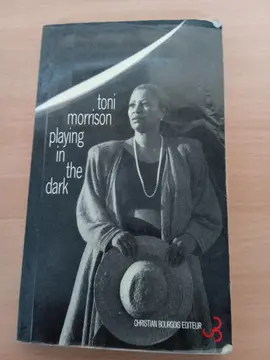 toni
morrison
playing
in
the
dark
CHRISTIAN BOURGOIS EDITEUR